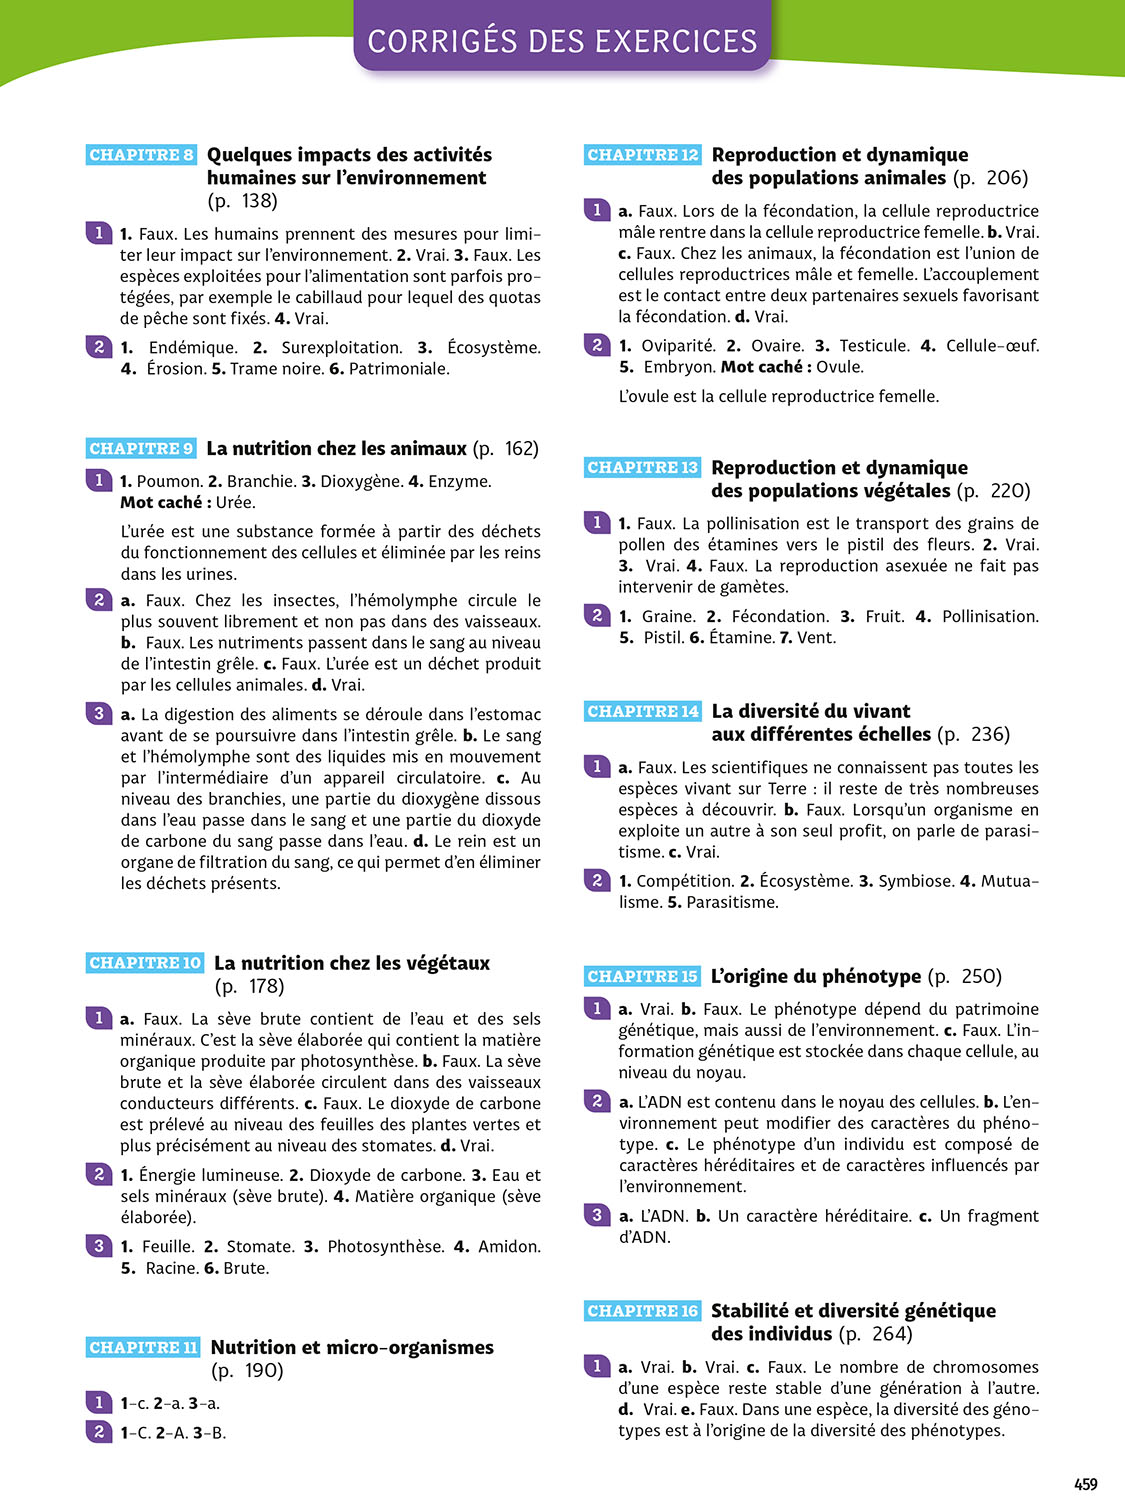 CORRIGÉS DES EXERCICES
CHAPITRE 8 Quelques impacts des activités
humaines sur l'environnement
(p. 138)
1 1. Faux. Les humains prennent des mesures pour limi-
ter leur impact sur l'environnement. 2. Vrai. 3. Faux. Les
espèces exploitées pour l'alimentation sont parfois pro-
tégées, par exemple le cabillaud pour lequel des quotas
de pêche sont fixés. 4. Vrai.
2 1. Endémique. 2. Surexploitation. 3. Écosystème.
4. Érosion. 5. Trame noire. 6. Patrimoniale.
CHAPITRE 9 La nutrition chez les animaux (p. 162)
1 1. Poumon. 2. Branchie. 3. Dioxygène. 4. Enzyme.
Mot caché : Urée.
L'urée est une substance formée à partir des déchets
du fonctionnement des cellules et éliminée par les reins
dans les urines.
2 a. Faux. Chez les insectes, l'hémolymphe circule le
plus souvent librement et non pas dans des vaisseaux.
b. Faux. Les nutriments passent dans le sang au niveau
de l'intestin grêle. c. Faux. L'urée est un déchet produit
par les cellules animales. d. Vrai.
3 a. La digestion des aliments se déroule dans l'estomac
avant de se poursuivre dans l'intestin grêle. b. Le sang
et l'hémolymphe sont des liquides mis en mouvement
par l'intermédiaire d'un appareil circulatoire. c. Au
niveau des branchies, une partie du dioxygène dissous
dans l'eau passe dans le sang et une partie du dioxyde
de carbone du sang passe dans l'eau. d. Le rein est un
organe de filtration du sang, ce qui permet d'en éliminer
les déchets présents.
CHAPITRE 10 La nutrition chez les végétaux
(p. 178)
1 a. Faux. La sève brute contient de l'eau et des sels
minéraux. C'est la sève élaborée qui contient la matière
organique produite par photosynthèse. b. Faux. La sève
brute et la sève élaborée circulent dans des vaisseaux
conducteurs différents. c. Faux. Le dioxyde de carbone
est prélevé au niveau des feuilles des plantes vertes et
plus précisément au niveau des stomates. d. Vrai.
2 1. Énergie lumineuse. 2. Dioxyde de carbone. 3. Eau et
sels minéraux (sève brute). 4. Matière organique (sève
élaborée).
3 1. Feuille. 2. Stomate. 3. Photosynthèse. 4. Amidon.
5. Racine. 6. Brute.
CHAPITRE 11 Nutrition et micro-organismes
(p. 190)
1 1-c. 2-a. 3-a.
2 1-C. 2-A. 3-B.
CHAPITRE 12 Reproduction et dynamique
des populations animales (p. 206)
1 a. Faux. Lors de la fécondation, la cellule reproductrice
mâle rentre dans la cellule reproductrice femelle. b. Vrai.
c. Faux. Chez les animaux, la fécondation est l'union de
cellules reproductrices mâle et femelle. L'accouplement
est le contact entre deux partenaires sexuels favorisant
la fécondation. d. Vrai.
2 1. Oviparité. 2. Ovaire. 3. Testicule. 4. Cellule-œuf.
5. Embryon. Mot caché : Ovule.
L'ovule est la cellule reproductrice femelle.
CHAPITRE 13 Reproduction et dynamique
des populations végétales (p. 220)
1 1. Faux. La pollinisation est le transport des grains de
pollen des étamines vers le pistil des fleurs. 2. Vrai.
3. Vrai. 4. Faux. La reproduction asexuée ne fait pas
intervenir de gamètes.
2 1. Graine. 2. Fécondation. 3. Fruit. 4. Pollinisation.
5. Pistil. 6. Étamine. 7. Vent.
CHAPITRE 14 La diversité du vivant
aux différentes échelles (p. 236)
1 a. Faux. Les scientifiques ne connaissent pas toutes les
espèces vivant sur Terre : il reste de très nombreuses
espèces à découvrir. b. Faux. Lorsqu'un organisme en
exploite un autre à son seul profit, on parle de parasi-
tisme. c. Vrai.
2 1. Compétition. 2. Écosystème. 3. Symbiose. 4. Mutua-
lisme. 5. Parasitisme.
CHAPITRE 15 L'origine du phénotype (p. 250)
1 a. Vrai. b. Faux. Le phénotype dépend du patrimoine
génétique, mais aussi de l'environnement. c. Faux. L'in-
formation génétique est stockée dans chaque cellule, au
niveau du noyau.
2 a. L'ADN est contenu dans le noyau des cellules. b. L'en-
vironnement peut modifier des caractères du phéno-
type. c. Le phénotype d'un individu est composé de
caractères héréditaires et de caractères influencés par
l'environnement.
3 a. L'ADN. b. Un caractère héréditaire. c. Un fragment
d'ADN.
CHAPITRE 16 Stabilité et diversité génétique
des individus (p. 264)
1 a. Vrai. b. Vrai. c. Faux. Le nombre de chromosomes
d'une espèce reste stable d'une génération à l'autre.
d. Vrai. e. Faux. Dans une espèce, la diversité des géno-
types est à l'origine de la diversité des phénotypes.
459